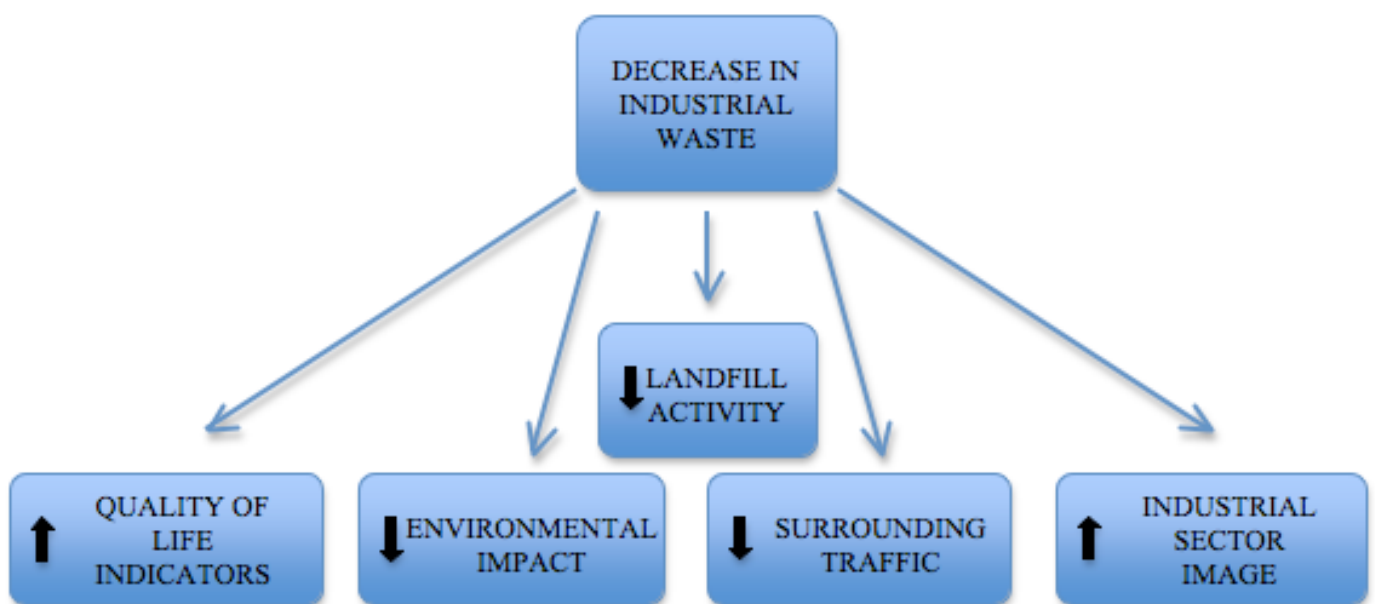 DECREASE IN
INDUSTRIAL
WASTE
LANDFILL
ACTIVITY
QUALITY OF
LIFE
INDICATORS
ENVIRONMENTAL
IMPACT
SURROUNDING
TRAFFIC
INDUSTRIAL
SECTOR
IMAGE